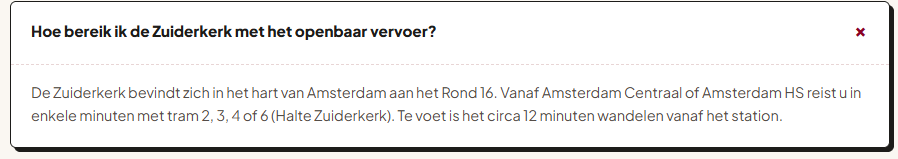 Hoe bereik ik de Zuiderkerk met het openbaar vervoer?
De Zuiderkerk bevindt zich in het hart van Amsterdam aan het Rond 16. Vanaf Amsterdam Centraal of Amsterdam HS reist u in
enkele minuten met tram 2, 3, 4 of 6 (Halte Zuiderkerk). Te voet is het circa 12 minuten wandelen vanaf het station.